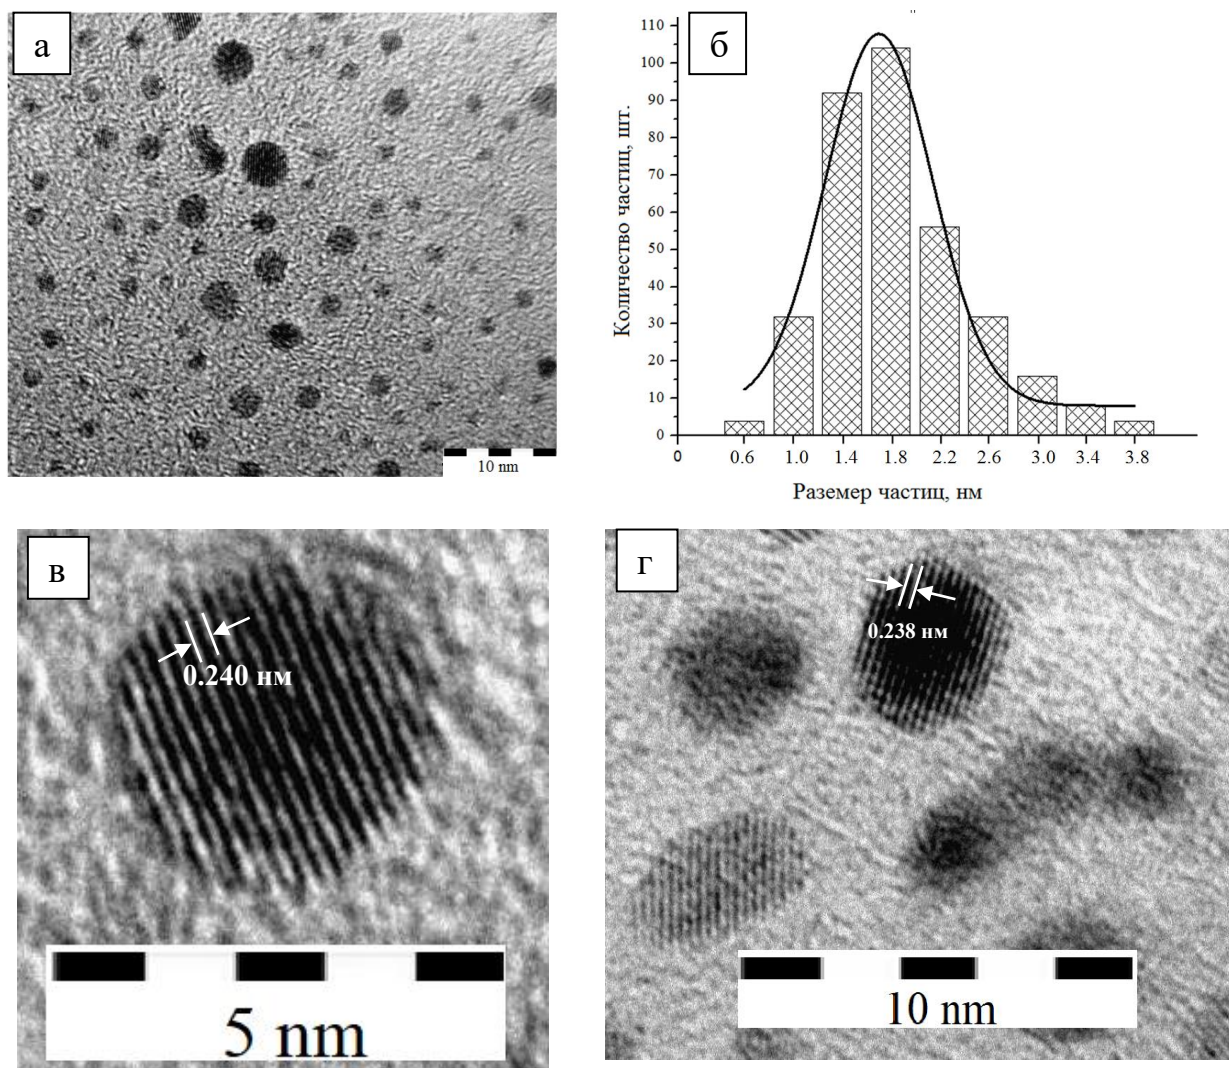 а
10 nm
б
Количество частиц, шт.
110
100
90
80
70
60
50
40
30
20
10
0
0 0.6 1.0 1.4 1.8 2.2 2.6 3.0 3.4 3.8
Раземер частиц, нм
в
0.240 нм
5 nm
г
0.238 нм
10 nm